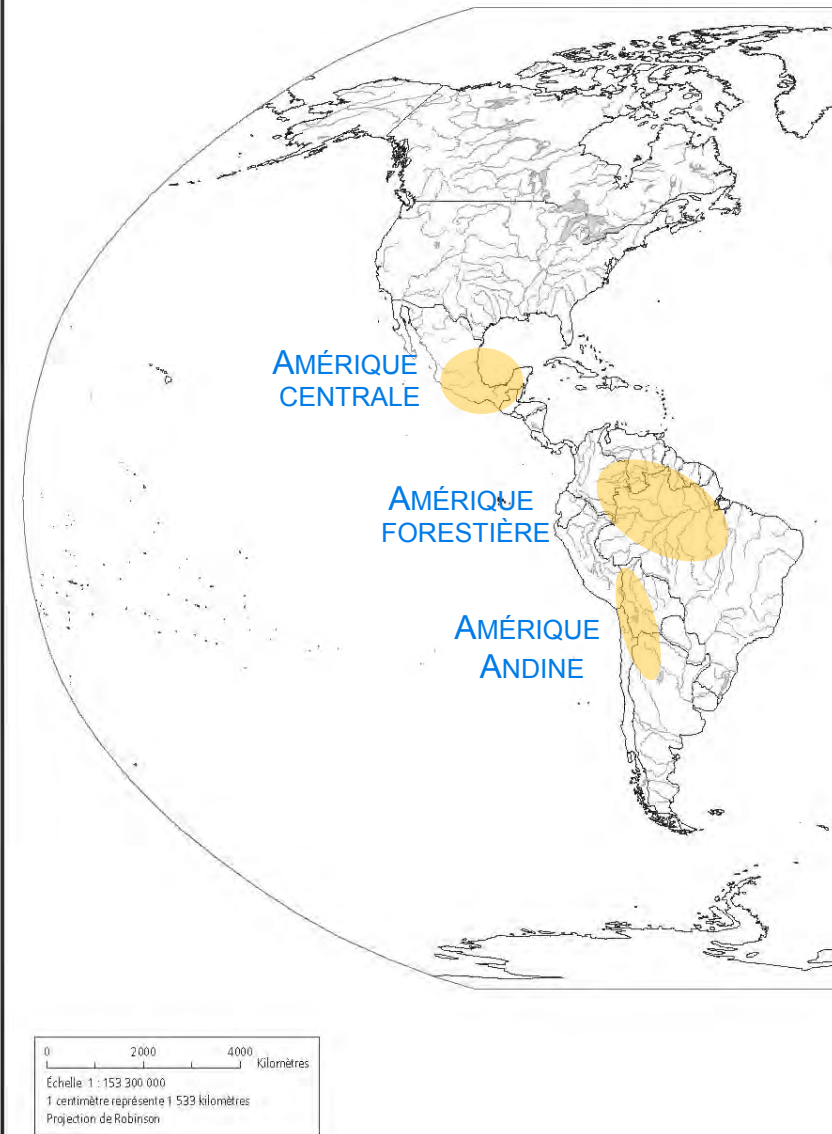 AMÉRIQUE
CENTRALE
AMÉRIQUE
FORESTIÈRE
AMÉRIQUE
ANDINE
0 2000 4000 Kilomètres
Échelle 1 : 153 300 000
1 centimètre représente 1 533 kilomètres
Projection de Robinson